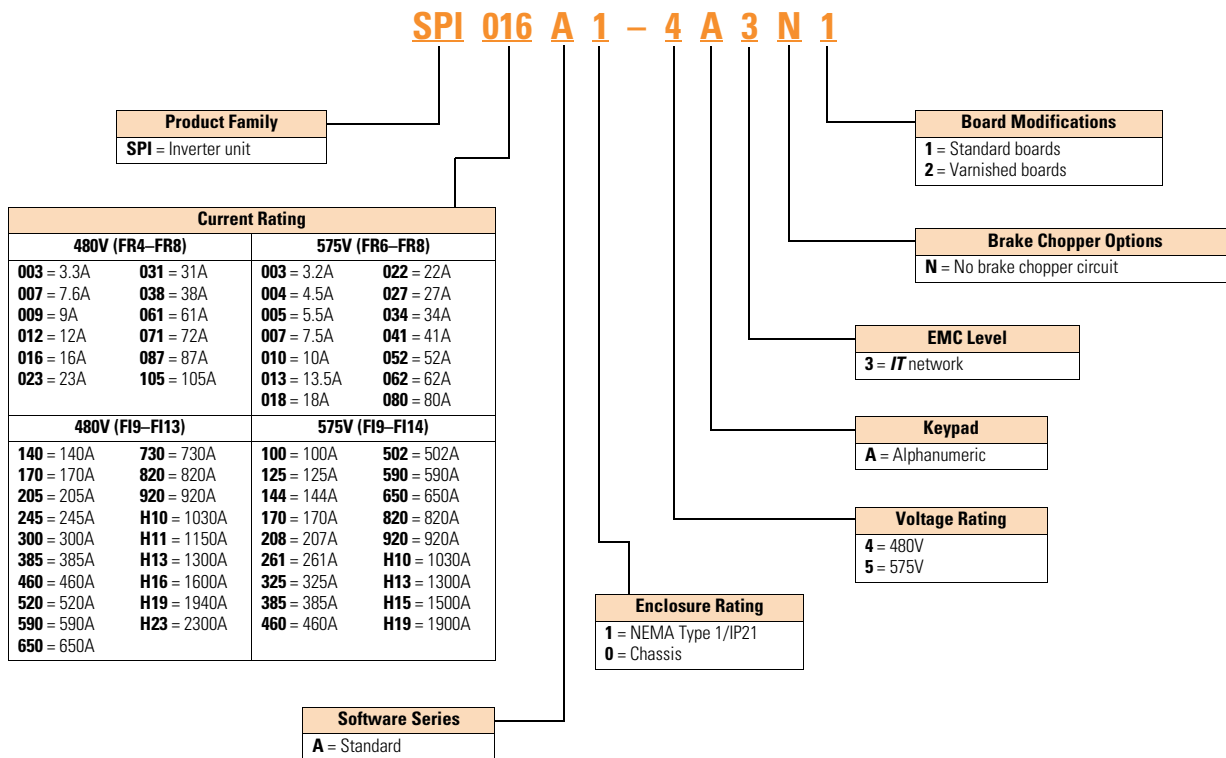 SPI 016 A 1 – 4 A 3 N 1
Product Family
SPI = Inverter unit
Current Rating
480V (FR4–FR8) 575V (FR6–FR8)
003 = 3.3A 031 = 31A 003 = 3.2A 022 = 22A
007 = 7.6A 038 = 38A 004 = 4.5A 027 = 27A
009 = 9A 061 = 61A 005 = 5.5A 034 = 34A
012 = 12A 071 = 72A 007 = 7.5A 041 = 41A
016 = 16A 087 = 87A 010 = 10A 052 = 52A
023 = 23A 105 = 105A 013 = 13.5A 062 = 62A
018 = 18A 080 = 80A
480V (FI9–FI13) 575V (FI9–FI14)
140 = 140A 730 = 730A 100 = 100A 502 = 502A
170 = 170A 820 = 820A 125 = 125A 590 = 590A
205 = 205A 920 = 920A 144 = 144A 650 = 650A
245 = 245A H10 = 1030A 170 = 170A 820 = 820A
300 = 300A H11 = 1150A 208 = 207A 920 = 920A
385 = 385A H13 = 1300A 261 = 261A H10 = 1030A
460 = 460A H16 = 1600A 325 = 325A H13 = 1300A
520 = 520A H19 = 1940A 385 = 385A H15 = 1500A
590 = 590A H23 = 2300A 460 = 460A H19 = 1900A
650 = 650A
Software Series
A = Standard
Enclosure Rating
1 = NEMA Type 1/IP21
0 = Chassis
Voltage Rating
4 = 480V
5 = 575V
Keypad
A = Alphanumeric
EMC Level
3 = IT network
Brake Chopper Options
N = No brake chopper circuit
Board Modifications
1 = Standard boards
2 = Varnished boards